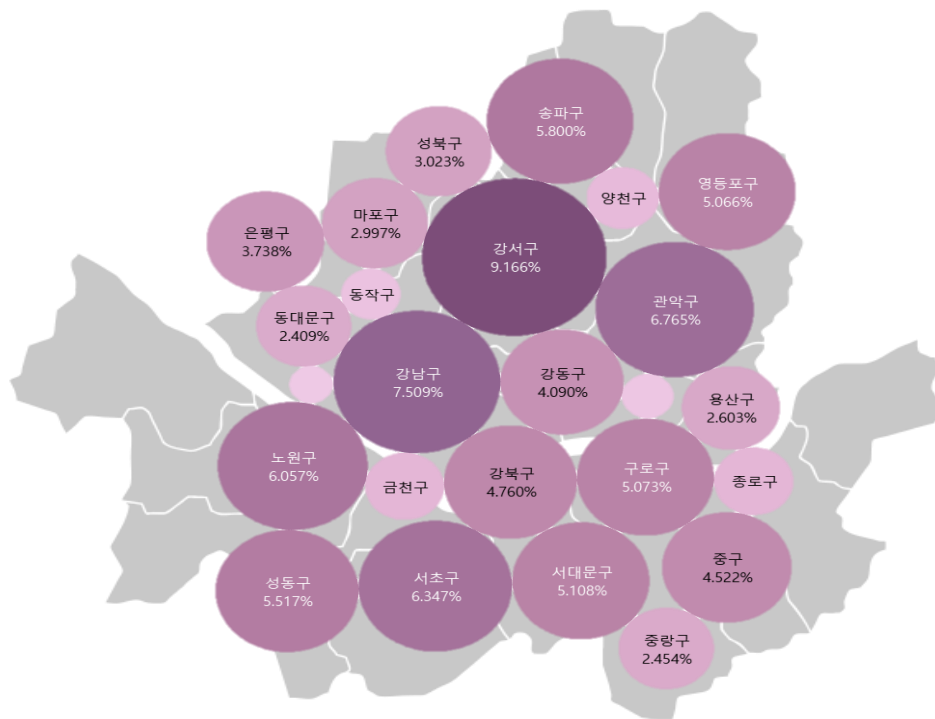 송파구
5.800%
성북구
3.023%
영등포구
5.066%
양천구
마포구
2.997%
은평구
3.738%
강서구
9.166%
동작구
관악구
6.765%
동대문구
2.409%
강남구
7.509%
강동구
4.090%
용산구
2.603%
노원구
6.057%
금천구
강북구
4.760%
구로구
5.073%
종로구
성동구
5.517%
서초구
6.347%
서대문구
5.108%
중구
4.522%
중랑구
2.454%